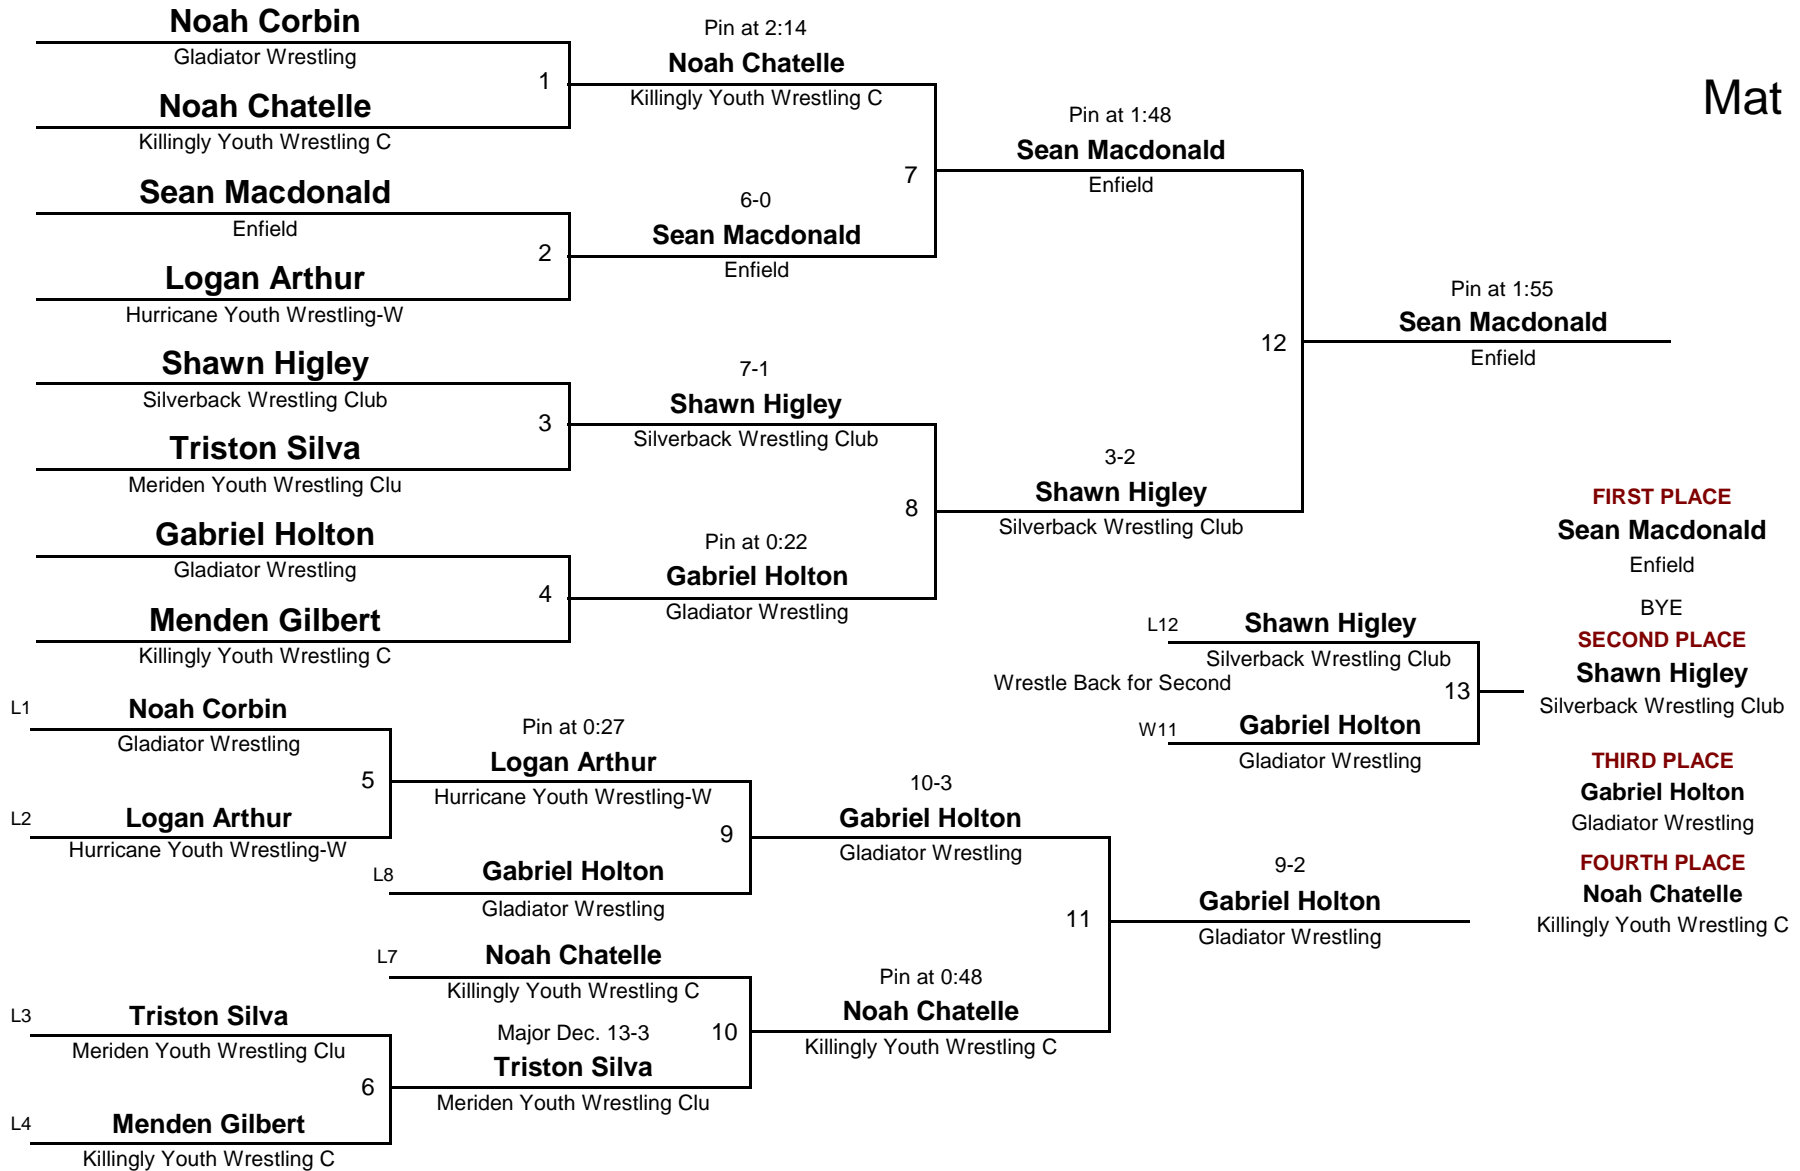 Noah Corbin
Gladiator Wrestling
1
Noah Chatelle
Killingly Youth Wrestling C
Sean Macdonald
Enfield
2
Logan Arthur
Hurricane Youth Wrestling-W
Shawn Higley
Silverback Wrestling Club
3
Triston Silva
Meriden Youth Wrestling Clu
Gabriel Holton
Gladiator Wrestling
4
Menden Gilbert
Killingly Youth Wrestling C
Pin at 2:14
Noah Chatelle
Killingly Youth Wrestling C
7
6-0
Sean Macdonald
Enfield
7-1
Shawn Higley
Silverback Wrestling Club
8
Pin at 0:22
Gabriel Holton
Gladiator Wrestling
Pin at 1:48
Sean Macdonald
Enfield
12
3-2
Shawn Higley
Silverback Wrestling Club
Pin at 1:55
Sean Macdonald
Enfield
Mat
L1 Noah Corbin
Gladiator Wrestling
5
L2 Logan Arthur
Hurricane Youth Wrestling-W
L3 Triston Silva
Meriden Youth Wrestling Clu
6
L4 Menden Gilbert
Killingly Youth Wrestling C
Pin at 0:27
Logan Arthur
Hurricane Youth Wrestling-W
9
L8 Gabriel Holton
Gladiator Wrestling
L7 Noah Chatelle
Killingly Youth Wrestling C
Major Dec. 13-3 10
Triston Silva
Meriden Youth Wrestling Clu
10-3
Gabriel Holton
Gladiator Wrestling
11
Pin at 0:48
Noah Chatelle
Killingly Youth Wrestling C
9-2
Gabriel Holton
Gladiator Wrestling
L12 Shawn Higley
Silverback Wrestling Club
Wrestle Back for Second 13
W11 Gabriel Holton
Gladiator Wrestling
FIRST PLACE
Sean Macdonald
Enfield
BYE
SECOND PLACE
Shawn Higley
Silverback Wrestling Club
THIRD PLACE
Gabriel Holton
Gladiator Wrestling
FOURTH PLACE
Noah Chatelle
Killingly Youth Wrestling C